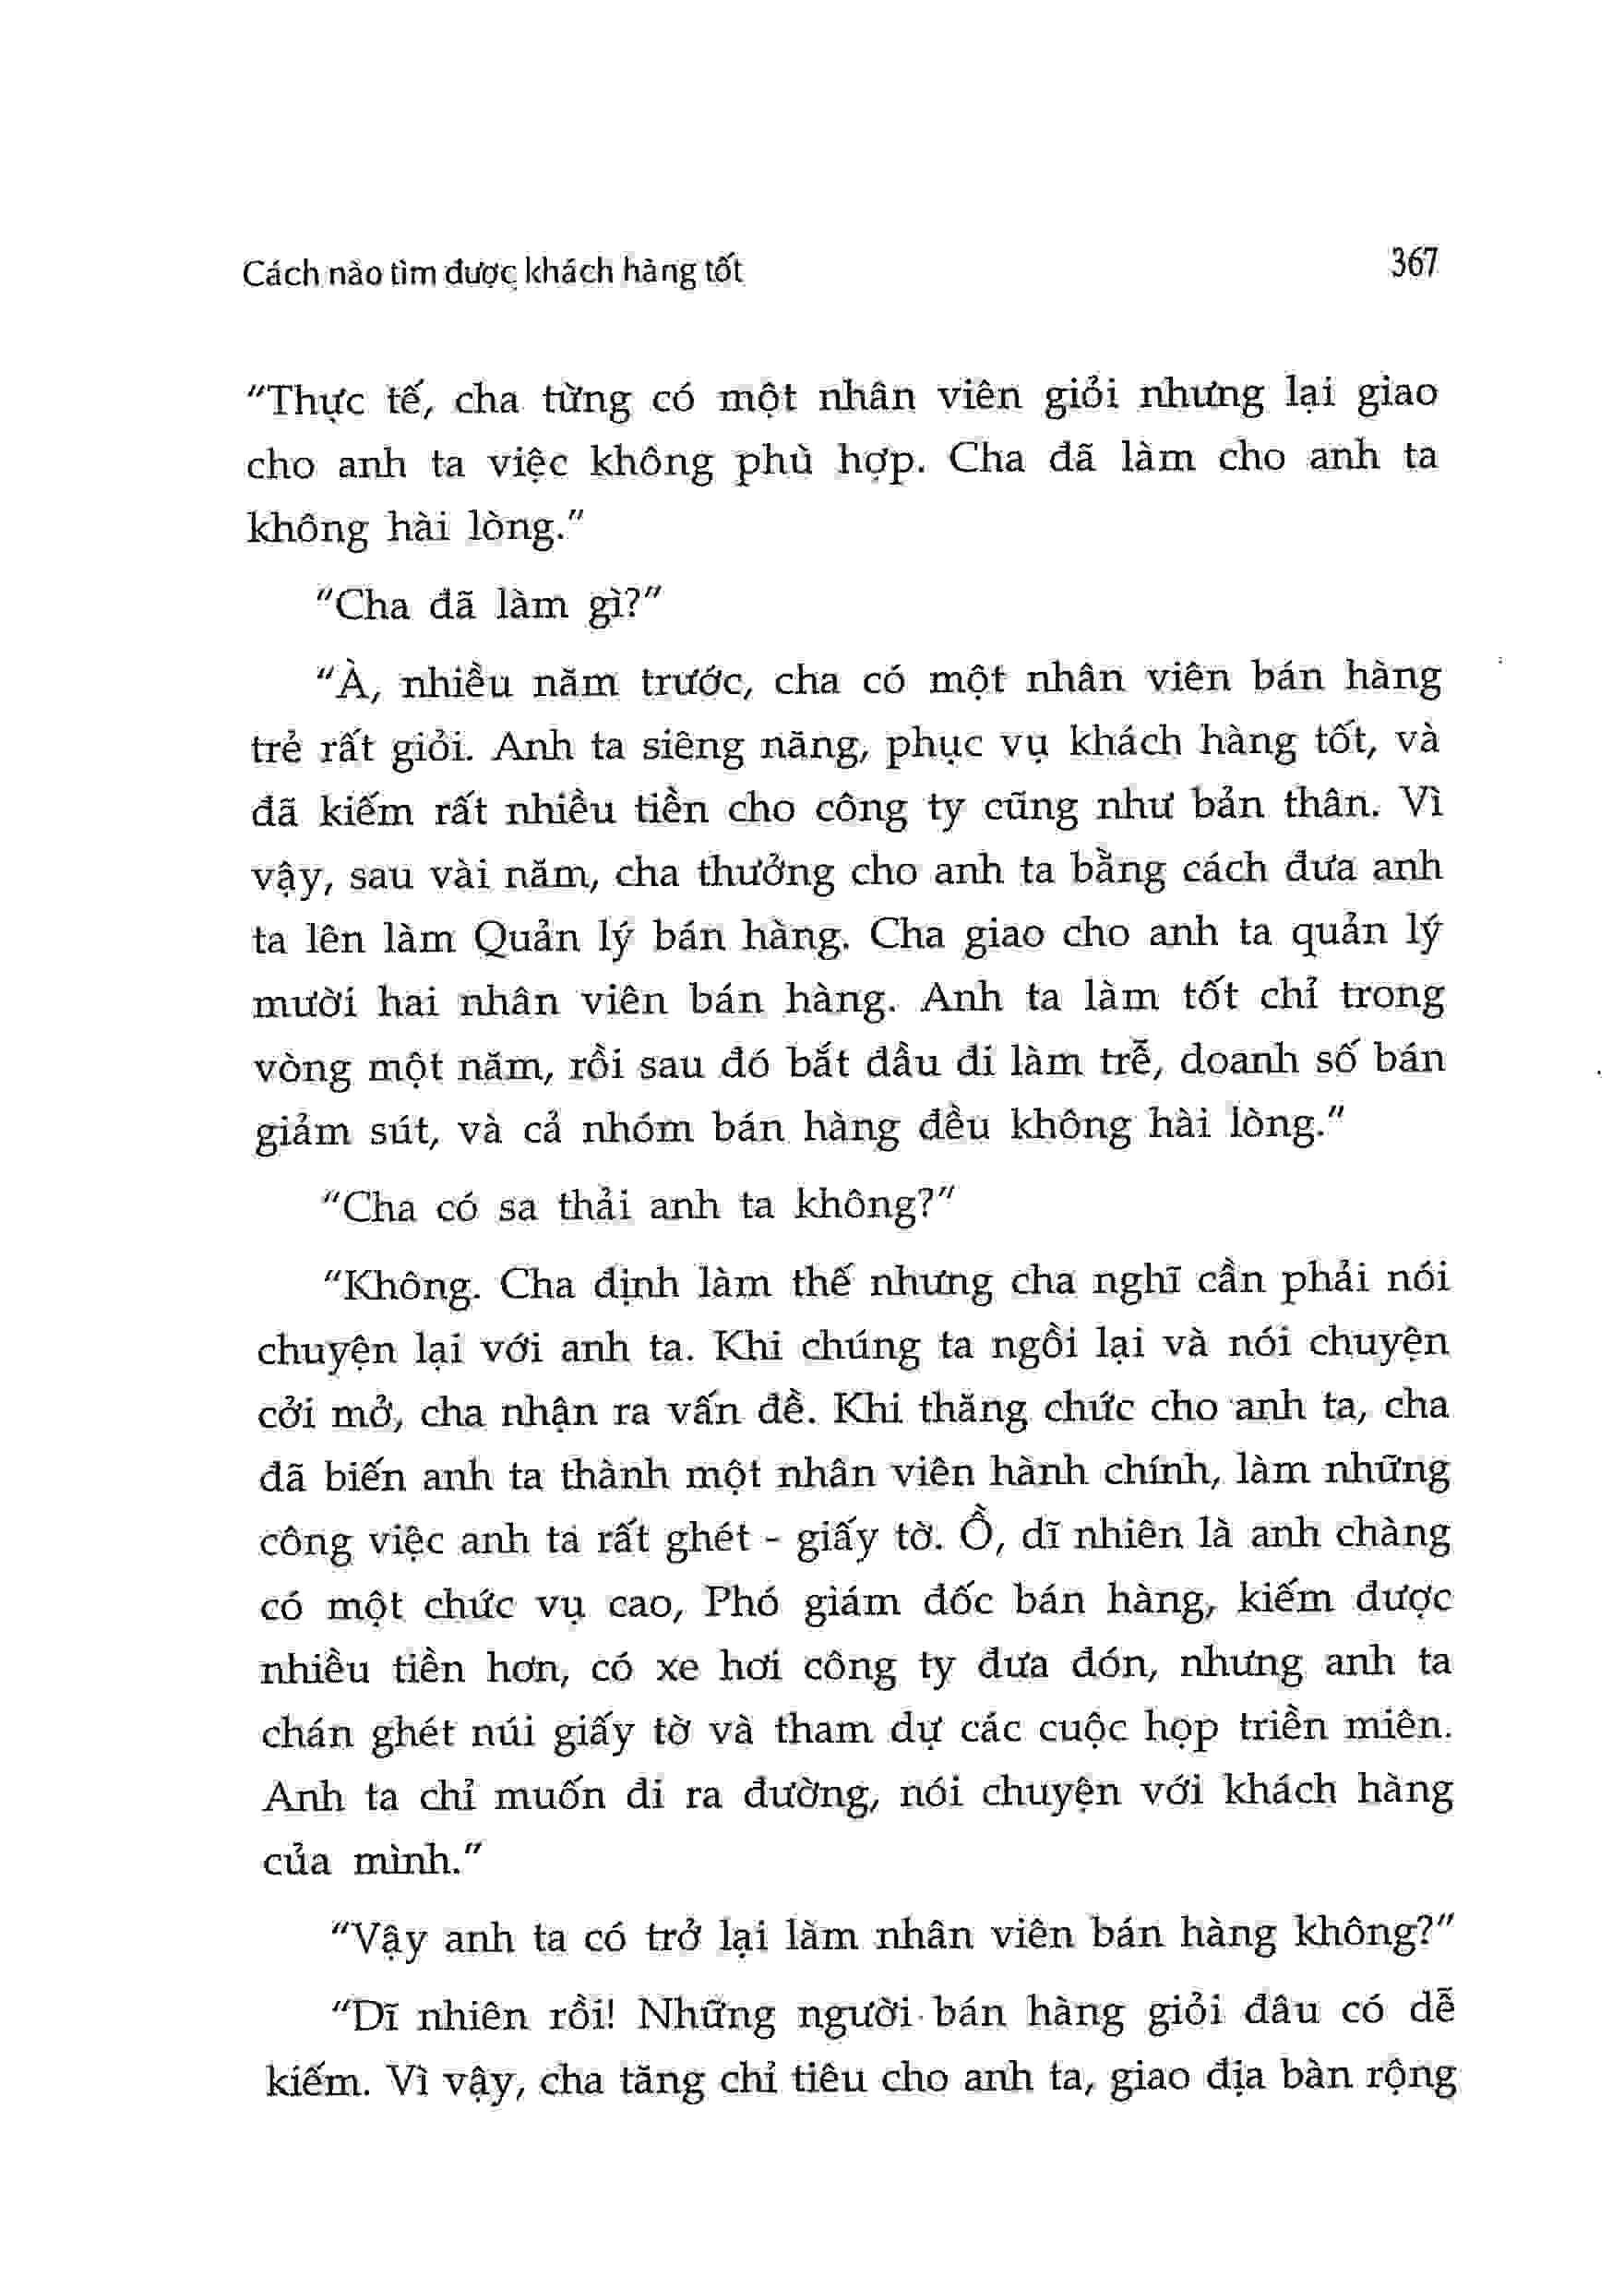 Cách nào tìm được khách hàng tốt
367
"Thực tế, cha từng có một nhân viên giỏi nhưng lại giao
cho anh ta việc không phù hợp. Cha đã làm cho anh ta
không hài lòng."
"Cha đã làm gì?"
"À, nhiều năm trước, cha có một nhân viên bán hàng
trẻ rất giỏi. Anh ta siêng năng, phục vụ khách hàng tốt, và
đã kiếm rất nhiều tiền cho công ty cũng như bản thân. Vì
vậy, sau vài năm, cha thưởng cho anh ta bằng cách đưa anh
ta lên làm Quản lý bán hàng. Cha giao cho anh ta quản lý
mười hai nhân viên bán hàng. Anh ta làm tốt chỉ trong
vòng một năm, rồi sau đó bắt đầu đi làm trễ, doanh số bán
giảm sút, và cả nhóm bán hàng đều không hài lòng."
"Cha có sa thải anh ta không?"
"Không. Cha định làm thế nhưng cha nghĩ cần phải nói
chuyện lại với anh ta. Khi chúng ta ngồi lại và nói chuyện
cởi mở, cha nhận ra vấn đề. Khi thăng chức cho anh ta, cha
đã biến anh ta thành một nhân viên hành chính, làm những
công việc anh ta rất ghét - giấy tờ. Ồ, dĩ nhiên là anh chàng
có một chức vụ cao, Phó giám đốc bán hàng, kiếm được
nhiều tiền hơn, có xe hơi công ty đưa đón, nhưng anh ta
chán ghét núi giấy tờ và tham dự các cuộc họp triền miên.
Anh ta chỉ muốn đi ra đường, nói chuyện với khách hàng
của mình."
"Vậy anh ta có trở lại làm nhân viên bán hàng không?"
"Dĩ nhiên rồi! Những người bán hàng giỏi đâu có dễ
kiếm. Vì vậy, cha tăng chỉ tiêu cho anh ta, giao địa bàn rộng